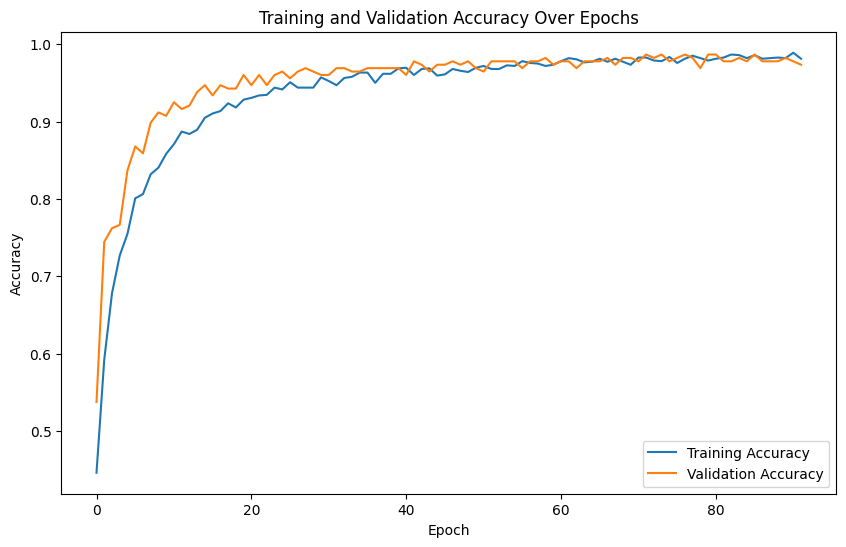 Training and Validation Accuracy Over Epochs
1.0
0.9
0.8
0.7
0.6
0.5
Accuracy
0
20
40
60
80
Epoch
Training Accuracy
Validation Accuracy